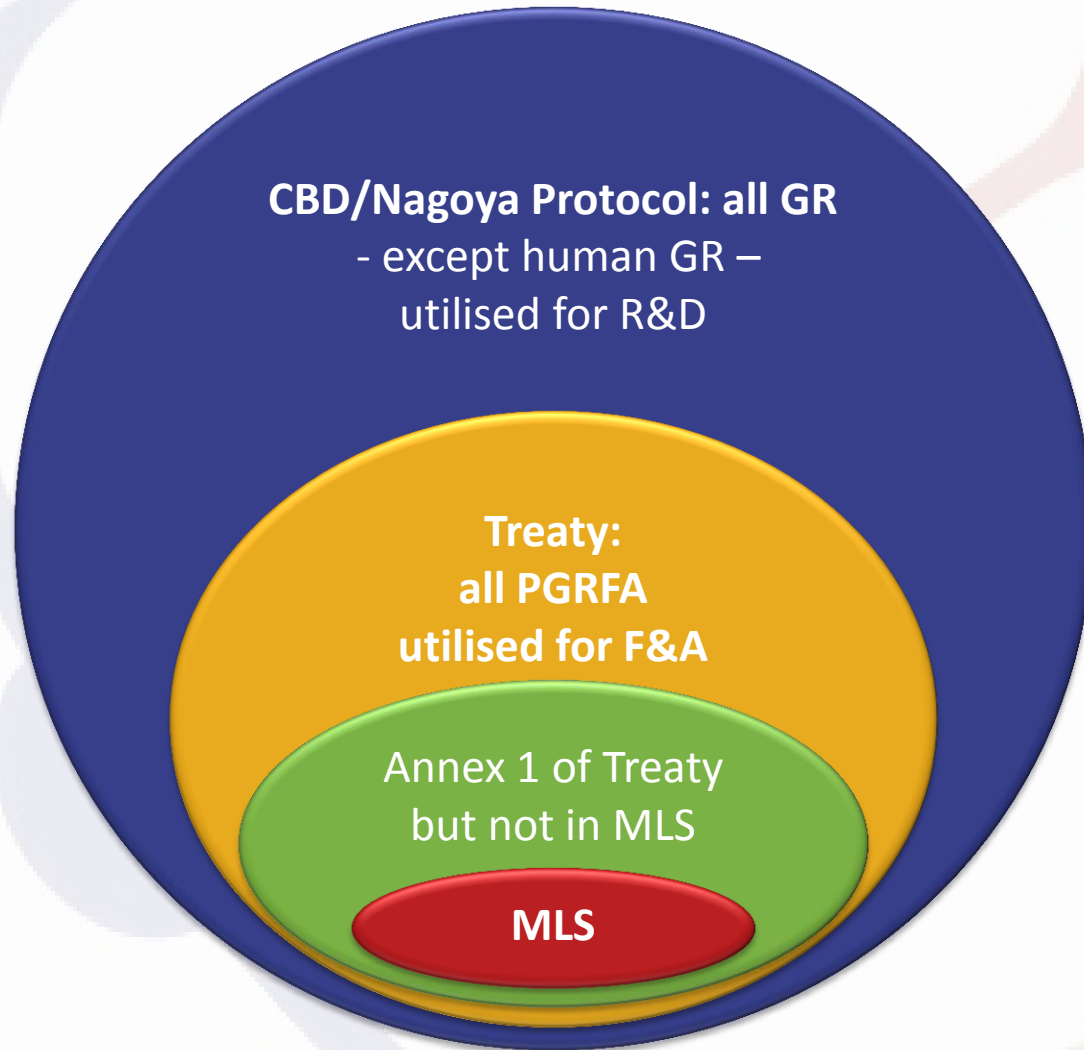 CBD/Nagoya Protocol: all GR
- except human GR –
utilised for R&D
Treaty:
all PGRFA
utilised for F&A
Annex 1 of Treaty
but not in MLS
MLS